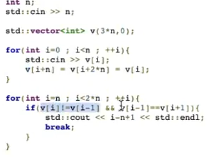 int n;
std::cin >> n;
std::vector<int> v(3*n,0);
for(int i=0 ; i<n ; ++i){
std::cin >> v[i];
v[i+n] = v[i+2*n] = v[i];
}
for(int i=n ; i<2*n ; ++i){
if(v[i]!=v[i-1] && v[i-1]==v[i+1]){
std::cout << i-n+1 << std::endl;
break;
}
}